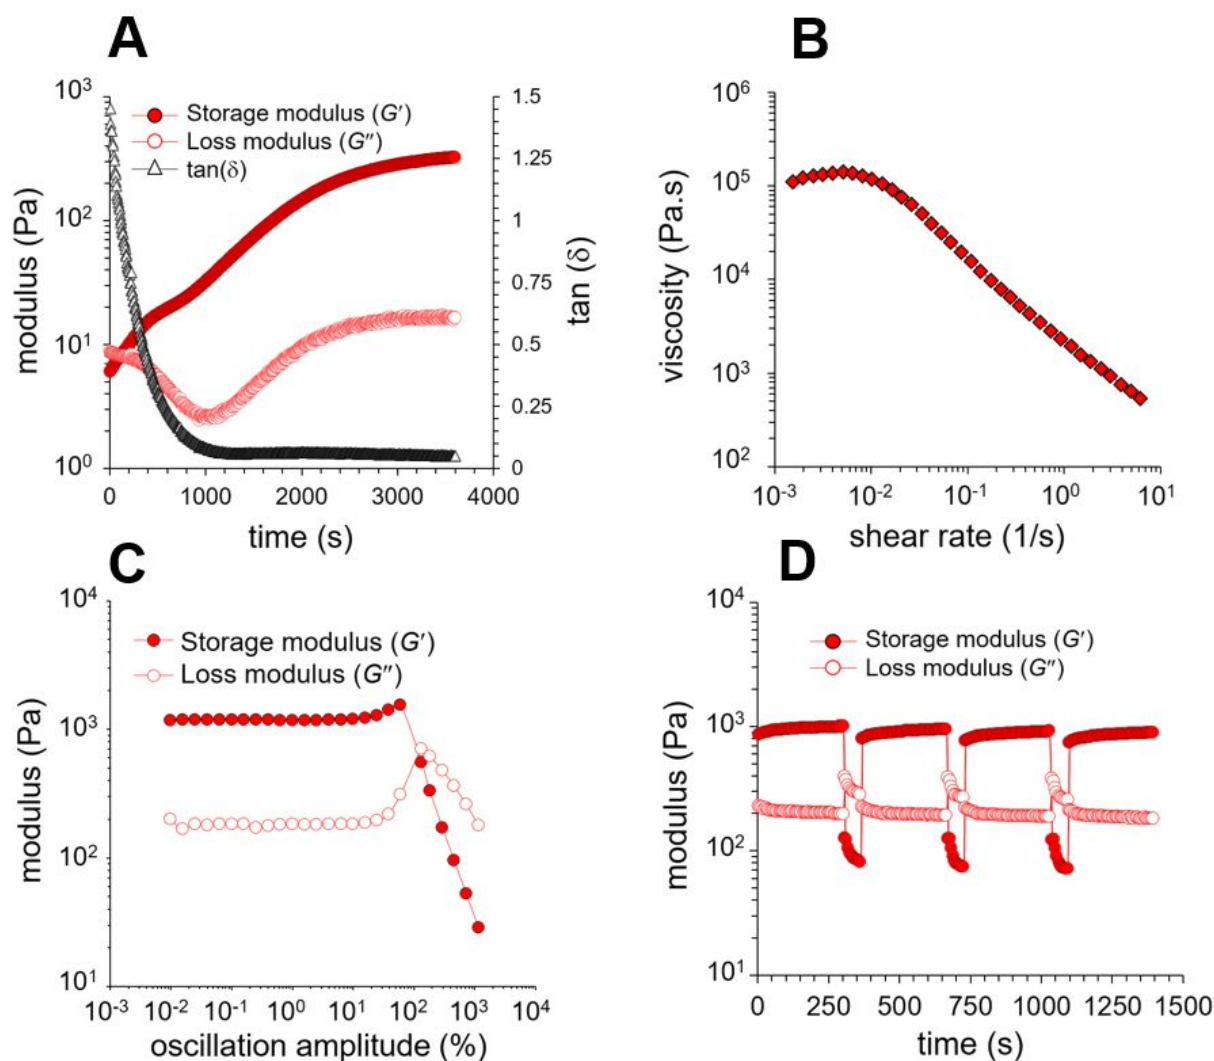 A
10³
10²
10¹
10⁰
modulus (Pa)
Storage modulus (G′)
Loss modulus (G″)
tan(δ)
1.5
1.25
1
0.75
0.5
0.25
0
tan (δ)
0 1000 2000 3000 4000
time (s)
B
10⁶
10⁵
10⁴
10³
10²
viscosity (Pa.s)
10⁻³ 10⁻² 10⁻¹ 10⁰ 10¹
shear rate (1/s)
C
10⁴
10³
10²
10¹
modulus (Pa)
Storage modulus (G′)
Loss modulus (G″)
10⁻³ 10⁻² 10⁻¹ 10⁰ 10¹ 10² 10³ 10⁴
oscillation amplitude (%)
D
10⁴
10³
10²
10¹
modulus (Pa)
Storage modulus (G′)
Loss modulus (G″)
0 250 500 750 1000 1250 1500
time (s)